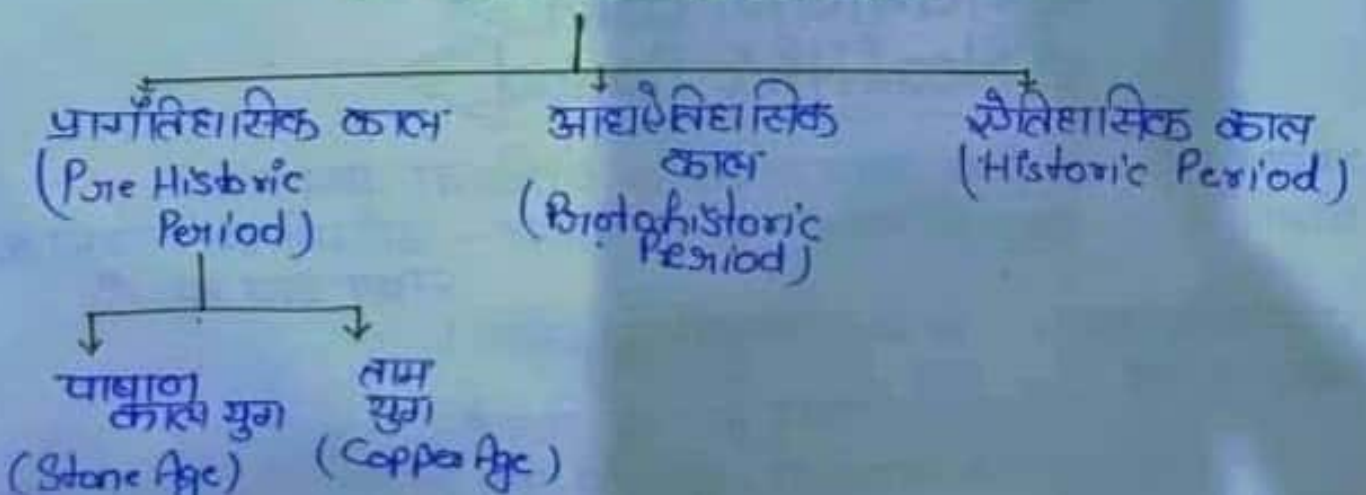 प्रागैतिहासिक काल
(Pre Historic
Period)
आद्यऐतिहासिक
काल
(Protohistoric
Period)
ऐतिहासिक काल
(Historic Period)
पाषाण
काल युग
(Stone Age)
ताम्र
युग
(Copper Age)